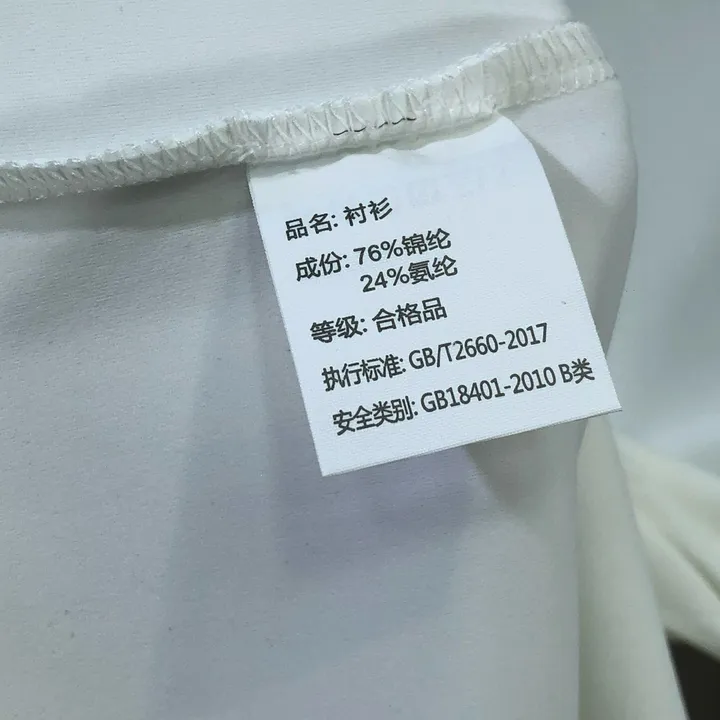 品名: 衬衫
成份: 76%锦纶
24%氨纶
等级: 合格品
执行标准: GB/T2660-2017
安全类别: GB18401-2010 B类